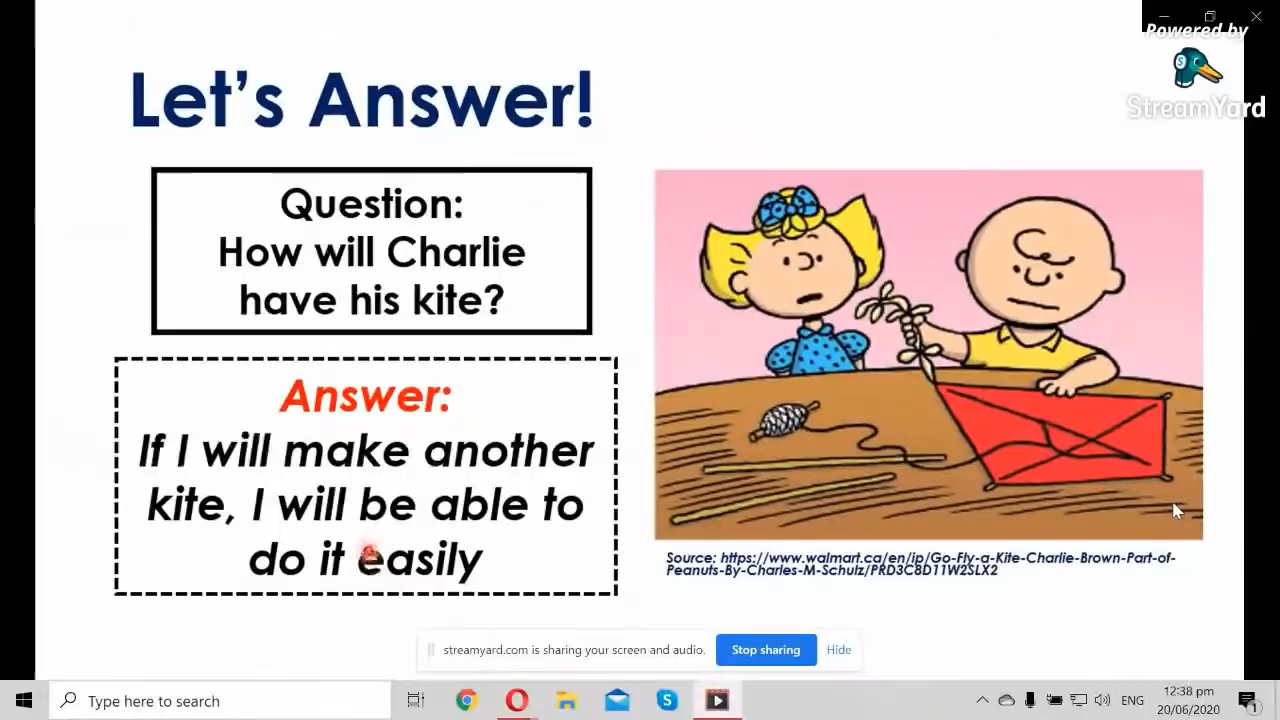 Powered by
StreamYard
Let's Answer!
Question:
How will Charlie
have his kite?
Answer:
If I will make another
kite, I will be able to
do it easily
Source: https://www.walmart.ca/en/ip/Go-Fly-a-Kite-Charlie-Brown-Part-of-
Peanuts-By-Charles-M-Schulz/PRD3C8D11W2SLX2
streamyard.com is sharing your screen and audio.
Stop sharing
Hide
Type here to search
ENG
12:38 pm
20/06/2020
1